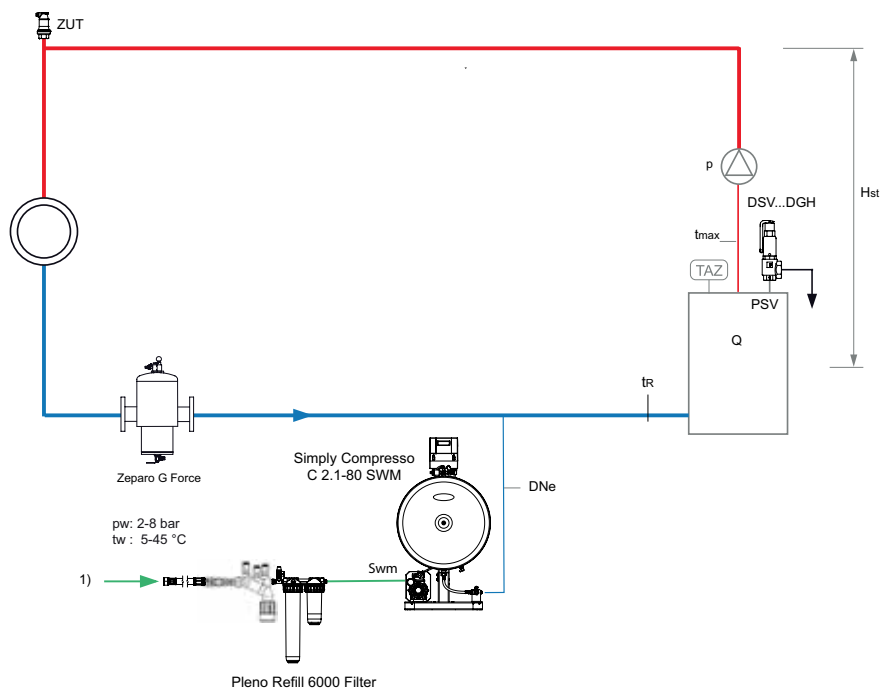 ZUT
p
Hst
DSV...DGH
tmax
TAZ
PSV
Q
tR
Simply Compresso
C 2.1-80 SWM
Zeparo G Force
DNe
pw: 2-8 bar
tw : 5-45 °C
Swm
1)
Pleno Refill 6000 Filter